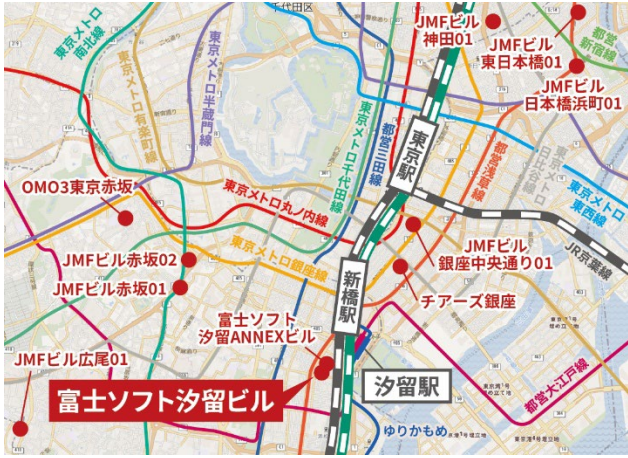 千代田区
東京メトロ
南北線
東京メトロ有楽町線
東京メトロ半蔵門線
JMFビル
神田01
JMFビル
東日本橋01
都営
新宿線
JMFビル
日本橋浜町01
東京メトロ千代田線
都営三田線
東京駅
都営浅草線
東京メトロ
日比谷線
東京メトロ
東西線
OMO3東京赤坂
東京メトロ丸ノ内線
東京メトロ銀座線
JMFビル赤坂02
JMFビル赤坂01
JMFビル
銀座中央通り01
JR京葉線
新橋駅
チアーズ銀座
富士ソフト
汐留ANNEXビル
JMFビル広尾01
富士ソフト汐留ビル
汐留駅
都営大江戸線
ゆりかもめ